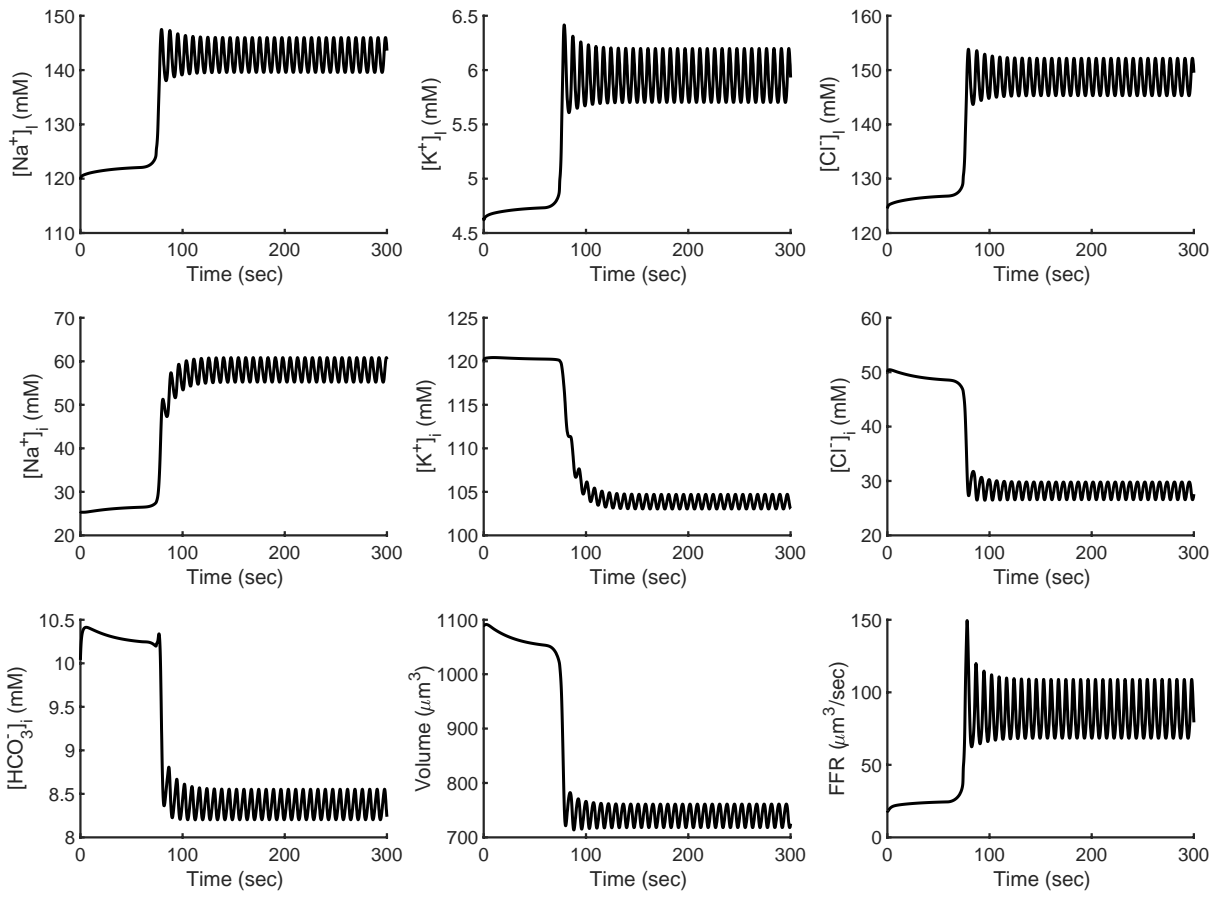 150
140
130
120
110
[Na⁺]ₗ (mM)
0 100 200 300
Time (sec)
6.5
6
5.5
5
4.5
[K⁺]ₗ (mM)
0 100 200 300
Time (sec)
160
150
140
130
120
[Cl⁻]ₗ (mM)
0 100 200 300
Time (sec)
70
60
50
40
30
20
[Na⁺]ᵢ (mM)
0 100 200 300
Time (sec)
125
120
115
110
105
100
[K⁺]ᵢ (mM)
0 100 200 300
Time (sec)
60
50
40
30
20
[Cl⁻]ᵢ (mM)
0 100 200 300
Time (sec)
10.5
10
9.5
9
8.5
8
[HCO₃⁻]ᵢ (mM)
0 100 200 300
Time (sec)
1100
1000
900
800
700
Volume (μm³)
0 100 200 300
Time (sec)
150
100
50
0
FFR (μm³/sec)
0 100 200 300
Time (sec)